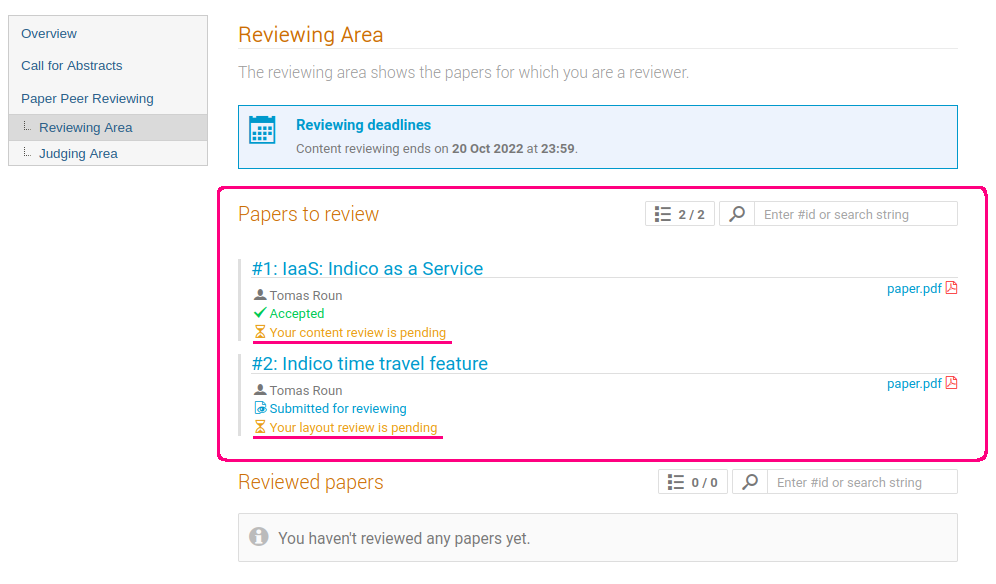 Overview
Call for Abstracts
Paper Peer Reviewing
Reviewing Area
Judging Area
Reviewing Area
The reviewing area shows the papers for which you are a reviewer.
Reviewing deadlines
Content reviewing ends on 20 Oct 2022 at 23:59.
Papers to review
2 / 2
Enter #id or search string
#1: IaaS: Indico as a Service
paper.pdf
Tomas Roun
Accepted
Your content review is pending
#2: Indico time travel feature
paper.pdf
Tomas Roun
Submitted for reviewing
Your layout review is pending
Reviewed papers
0 / 0
Enter #id or search string
You haven't reviewed any papers yet.